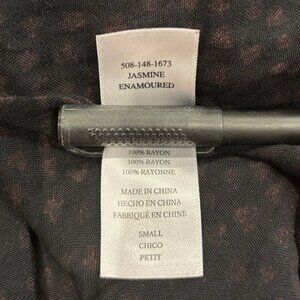 508-148-1673
JASMINE
ENAMOURED
100% RAYON
100% RAYON
100% RAYONNE
MADE IN CHINA
HECHO EN CHINA
FABRIQUÉ EN CHINE
SMALL
CHICO
PETIT